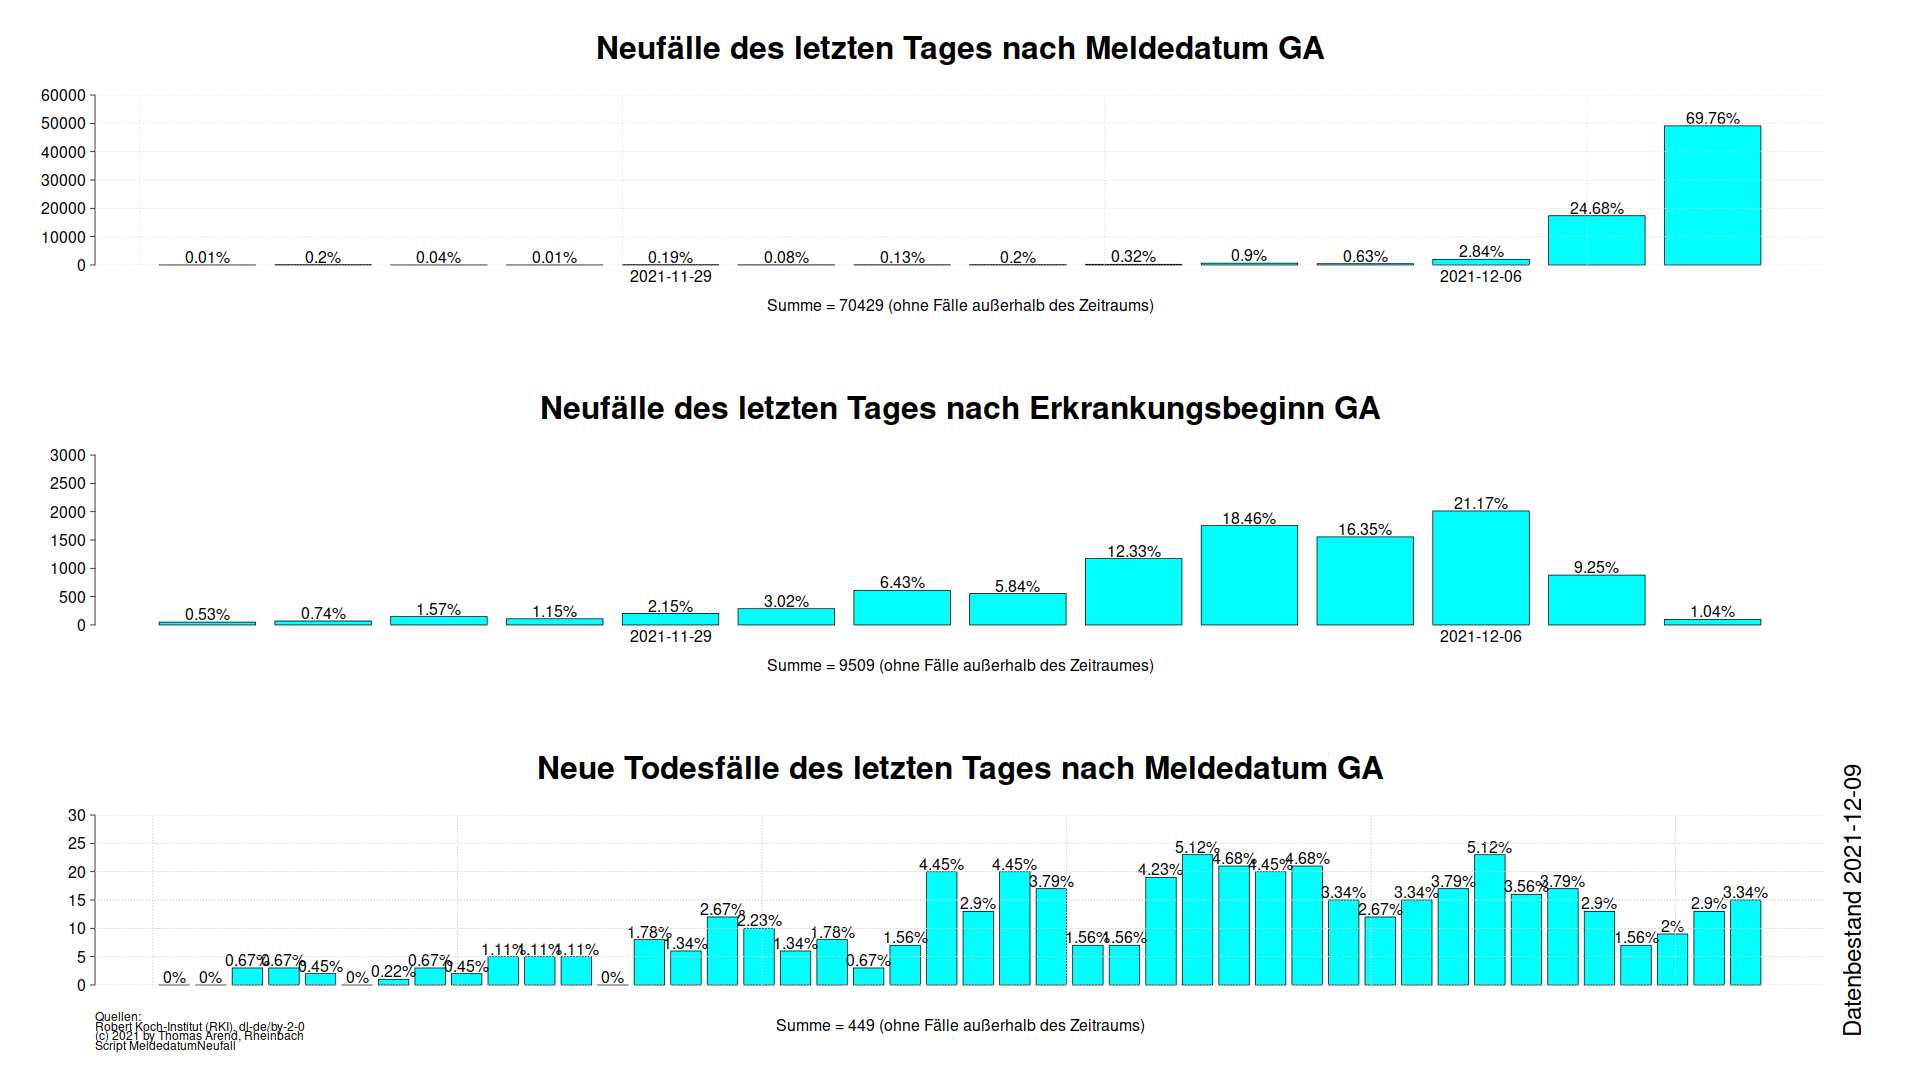 Neufälle des letzten Tages nach Meldedatum GA
60000
50000
40000
30000
20000
10000
0
0.01% 0.2% 0.04% 0.01% 0.19% 0.08% 0.13% 0.2% 0.32% 0.9% 0.63% 2.84% 24.68% 69.76%
2021-11-29 2021-12-06
Summe = 70429 (ohne Fälle außerhalb des Zeitraums)
Neufälle des letzten Tages nach Erkrankungsbeginn GA
3000
2500
2000
1500
1000
500
0
0.53% 0.74% 1.57% 1.15% 2.15% 3.02% 6.43% 5.84% 12.33% 18.46% 16.35% 21.17% 9.25% 1.04%
2021-11-29 2021-12-06
Summe = 9509 (ohne Fälle außerhalb des Zeitraumes)
Neue Todesfälle des letzten Tages nach Meldedatum GA
30
25
20
15
10
5
0
0% 0% 0.67% 0.67% 0.45% 0% 0.22% 0.67% 0.45% 1.11% 1.11% 1.11% 0% 1.78% 1.34% 2.67% 2.23% 1.34% 1.78% 0.67% 1.56% 4.45% 2.9% 4.45% 3.79% 1.56% 1.56% 4.23% 5.12% 4.68% 4.45% 4.68% 3.34% 2.67% 3.34% 3.79% 5.12% 3.56% 3.79% 2.9% 1.56% 2% 2.9% 3.34%
Summe = 449 (ohne Fälle außerhalb des Zeitraums)
Quellen:
Robert Koch-Institut (RKI), dl-de/by-2-0
(c) 2021 by Thomas Arend, Rheinbach
Script MeldedatumNeufall
Datenbestand 2021-12-09